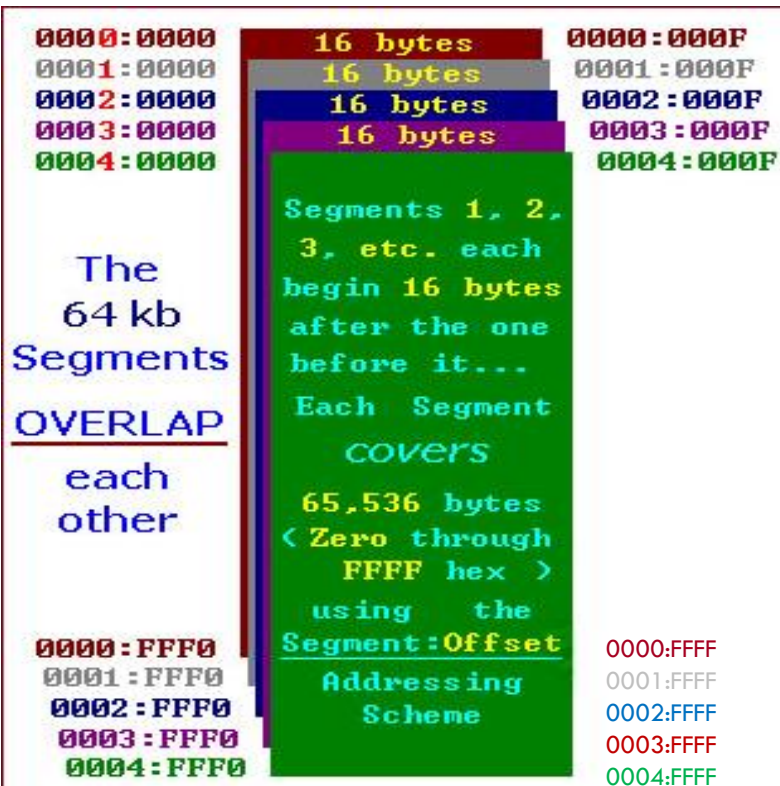 0000:0000 16 bytes 0000:000F
0001:0000 16 bytes 0001:000F
0002:0000 16 bytes 0002:000F
0003:0000 16 bytes 0003:000F
0004:0000 0004:000F
The
64 kb
Segments
OVERLAP
each
other
Segments 1, 2,
3, etc. each
begin 16 bytes
after the one
before it...
Each Segment
covers
65,536 bytes
( Zero through
FFFF hex )
using the
Segment:Offset
Addressing
Scheme
0000:FFF0
0001:FFF0
0002:FFF0
0003:FFF0
0004:FFF0
0000:FFFF
0001:FFFF
0002:FFFF
0003:FFFF
0004:FFFF